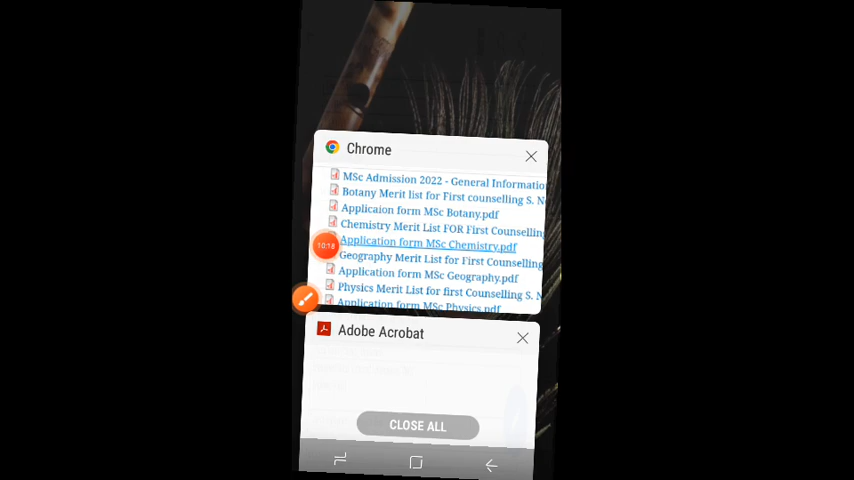 Chrome
MSc Admission 2022 - General Informatio
Botany Merit list for First counselling S. N
Applicaion form MSc Botany.pdf
Chemistry Merit List FOR First Counselling
Application form MSc Chemistry.pdf
10:18
Geography Merit List for First Counselling
Application form MSc Geography.pdf
Physics Merit List for first Counselling S. N
Application form MSc Physics.pdf
Adobe Acrobat
CLOSE ALL